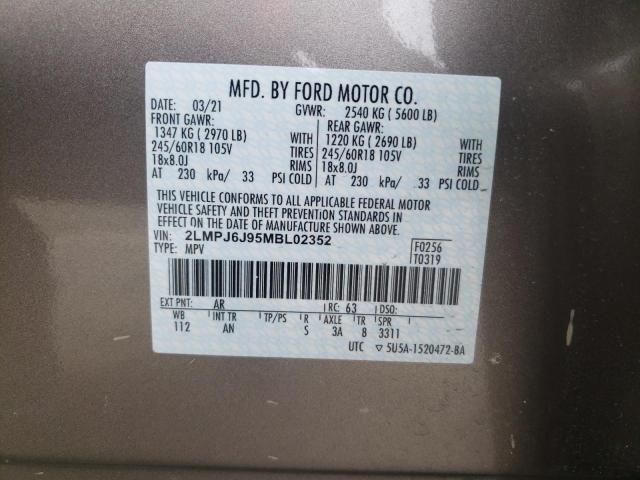 MFD. BY FORD MOTOR CO.
DATE: 03/21 GVWR: 2540 KG ( 5600 LB)
FRONT GAWR: REAR GAWR:
1347 KG ( 2970 LB) WITH 1220 KG ( 2690 LB) WITH
245/60R18 105V TIRES 245/60R18 105V TIRES
18x8.0J RIMS 18x8.0J RIMS
AT 230 kPa/ 33 PSI COLD AT 230 kPa/ 33 PSI COLD
THIS VEHICLE CONFORMS TO ALL APPLICABLE FEDERAL MOTOR
VEHICLE SAFETY AND THEFT PREVENTION STANDARDS IN
EFFECT ON THE DATE OF MANUFACTURE SHOWN ABOVE.
VIN: 2LMPJ6J95MBL02352 F0256
TYPE: MPV T0319
EXT PNT: AR RC: 63 DSO:
WB INT TR TP/PS R AXLE TR SPR
112 AN S 3A 8 3311
UTC ▽ 5U5A-1520472-BA